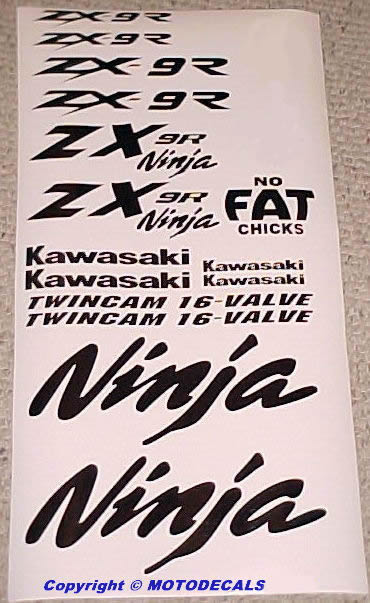 ZX-9R
ZX-9R
ZX-9R
ZX-9R
ZX 9R Ninja
ZX 9R Ninja
NO
FAT
CHICKS
Kawasaki Kawasaki
Kawasaki Kawasaki
TWINCAM 16-VALVE
TWINCAM 16-VALVE
Ninja
Ninja
Copyright © MOTODECALS